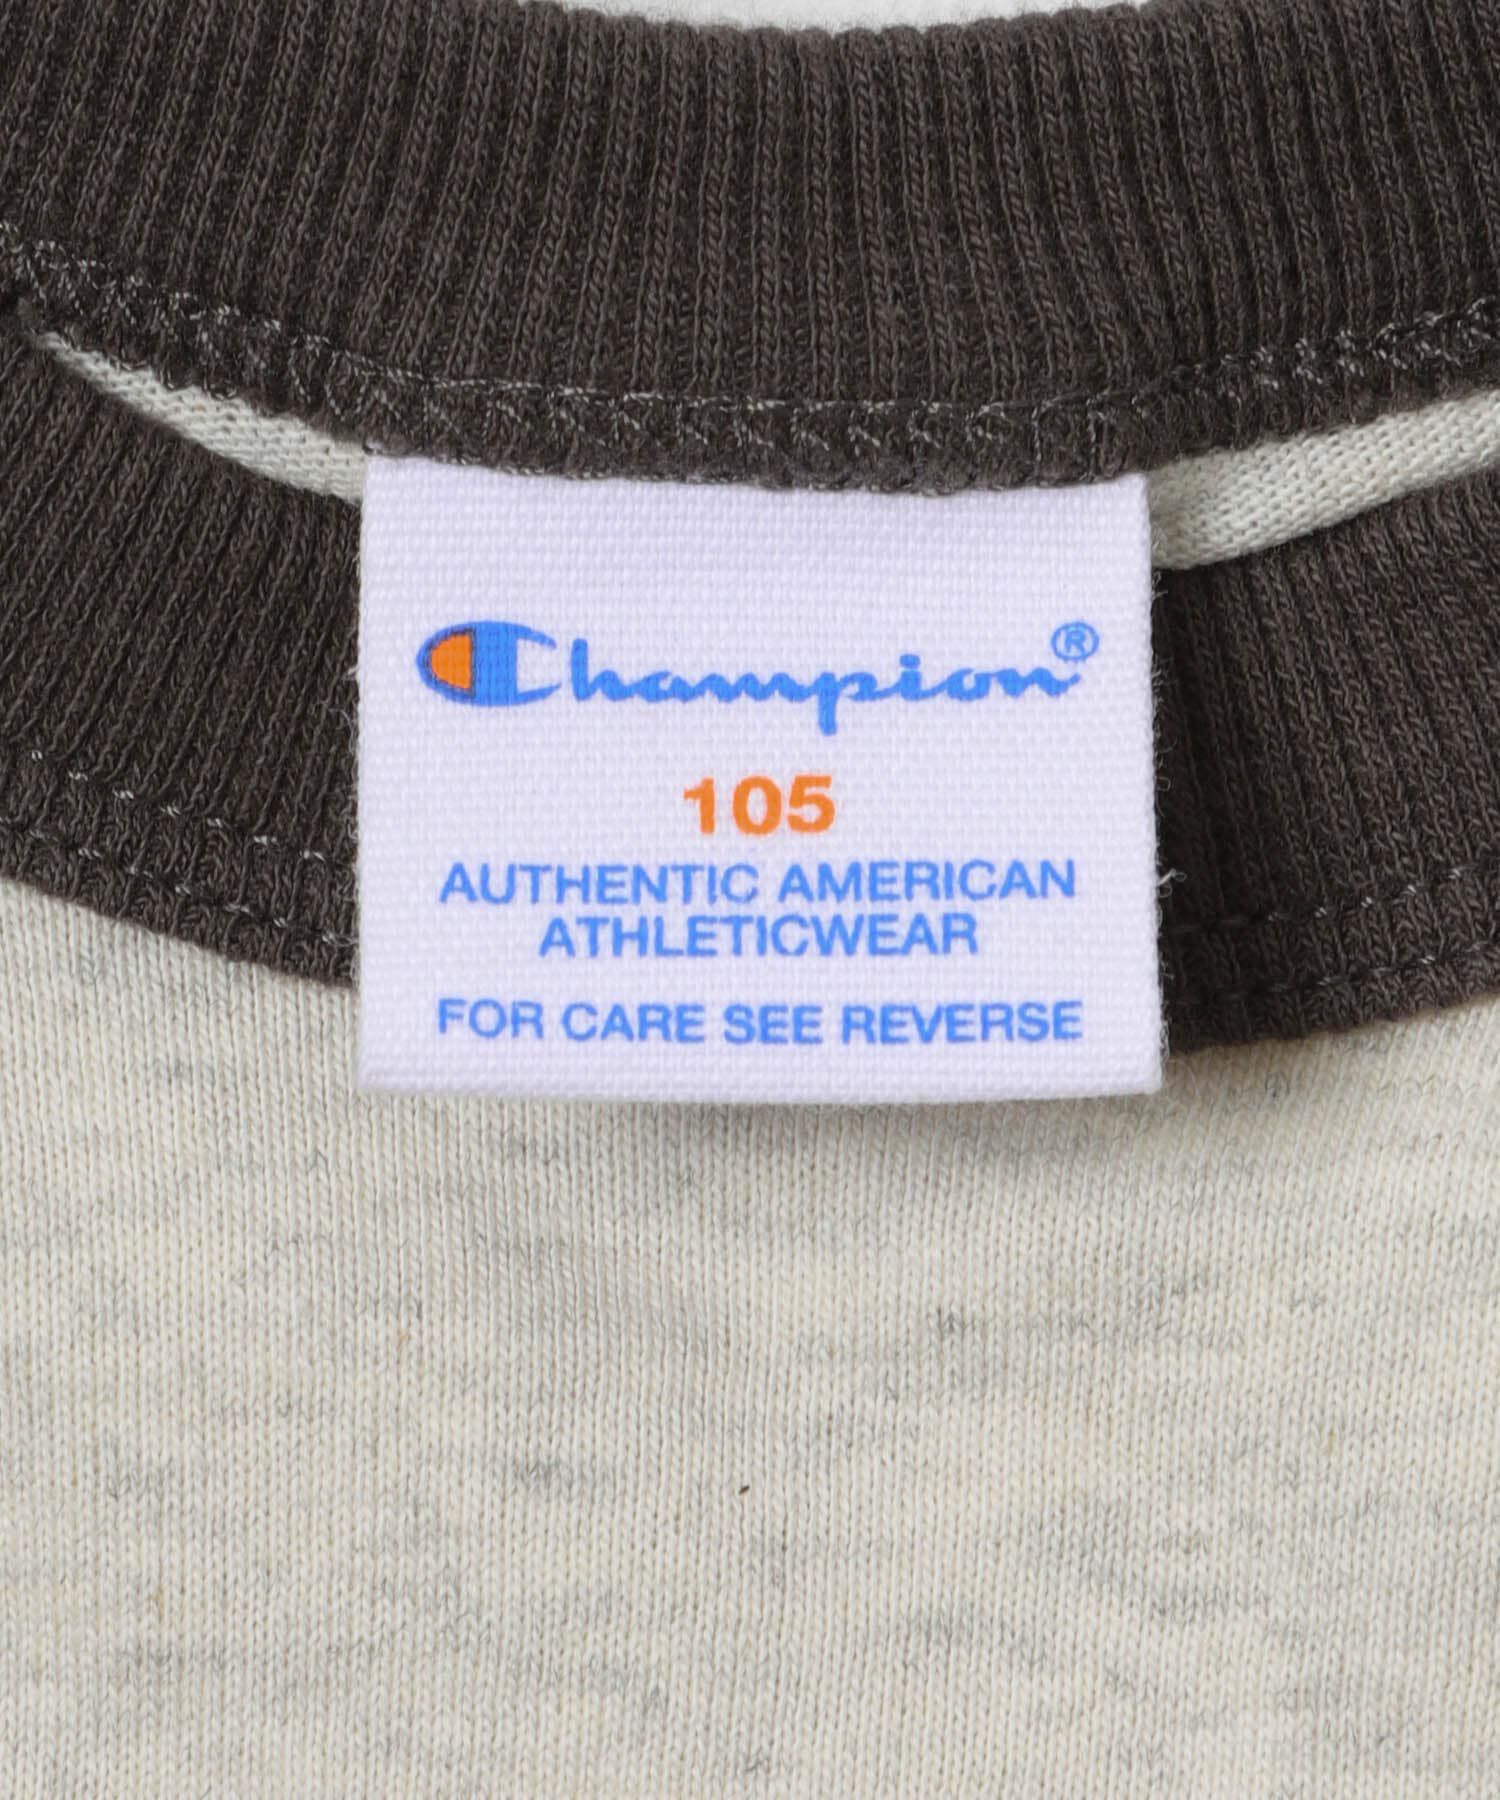 Champion®
105
AUTHENTIC AMERICAN
ATHLETICWEAR
FOR CARE SEE REVERSE